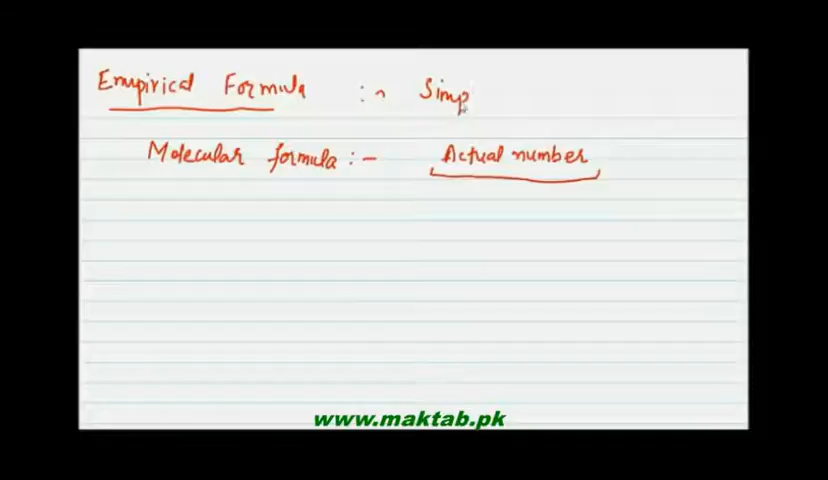 Empirical Formula :- Simp
Molecular formula :- Actual number
www.maktab.pk